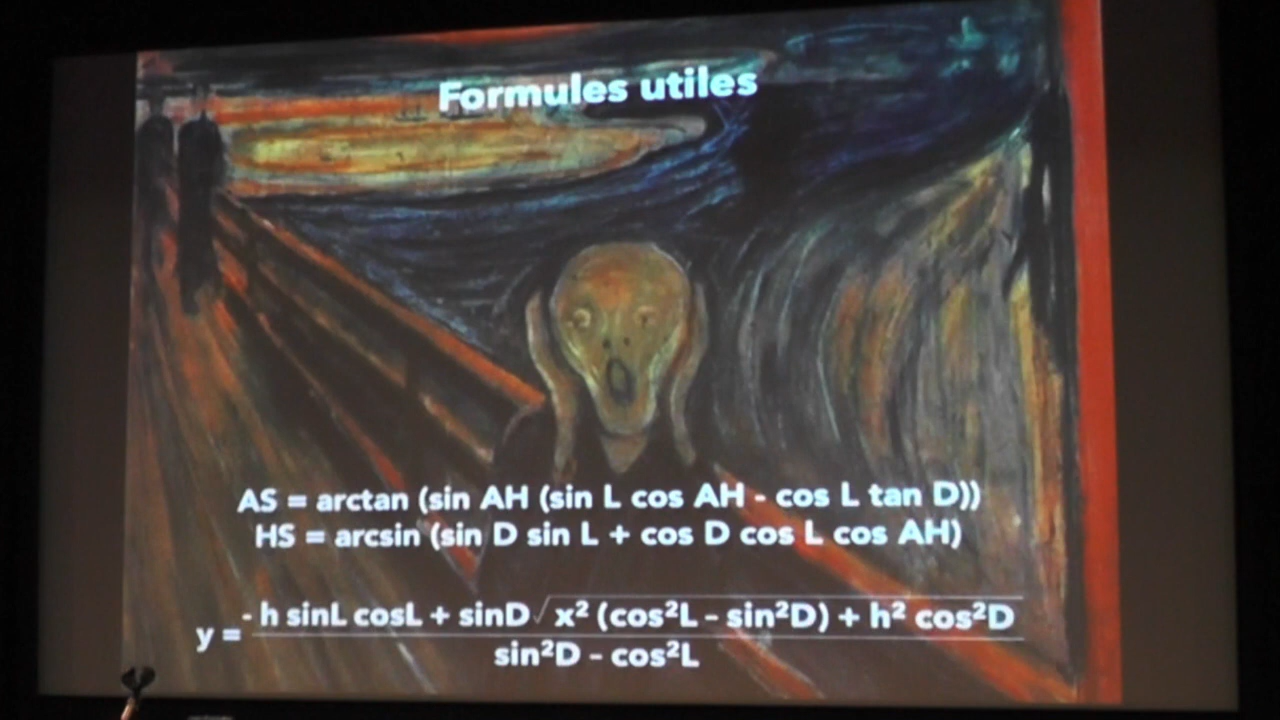 Formules utiles
AS = arctan (sin AH (sin L cos AH - cos L tan D))
HS = arcsin (sin D sin L + cos D cos L cos AH)
y = - h sinL cosL + sinD √ x² (cos²L – sin²D) + h² cos²D
sin²D – cos²L